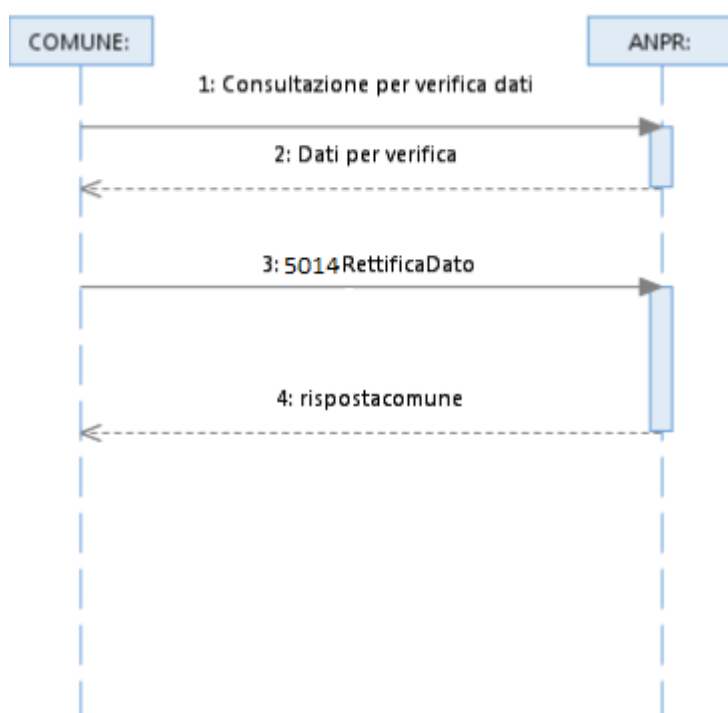 COMUNE:
ANPR:
1: Consultazione per verifica dati
2: Dati per verifica
3: 5014RettificaDato
4: rispostacomune